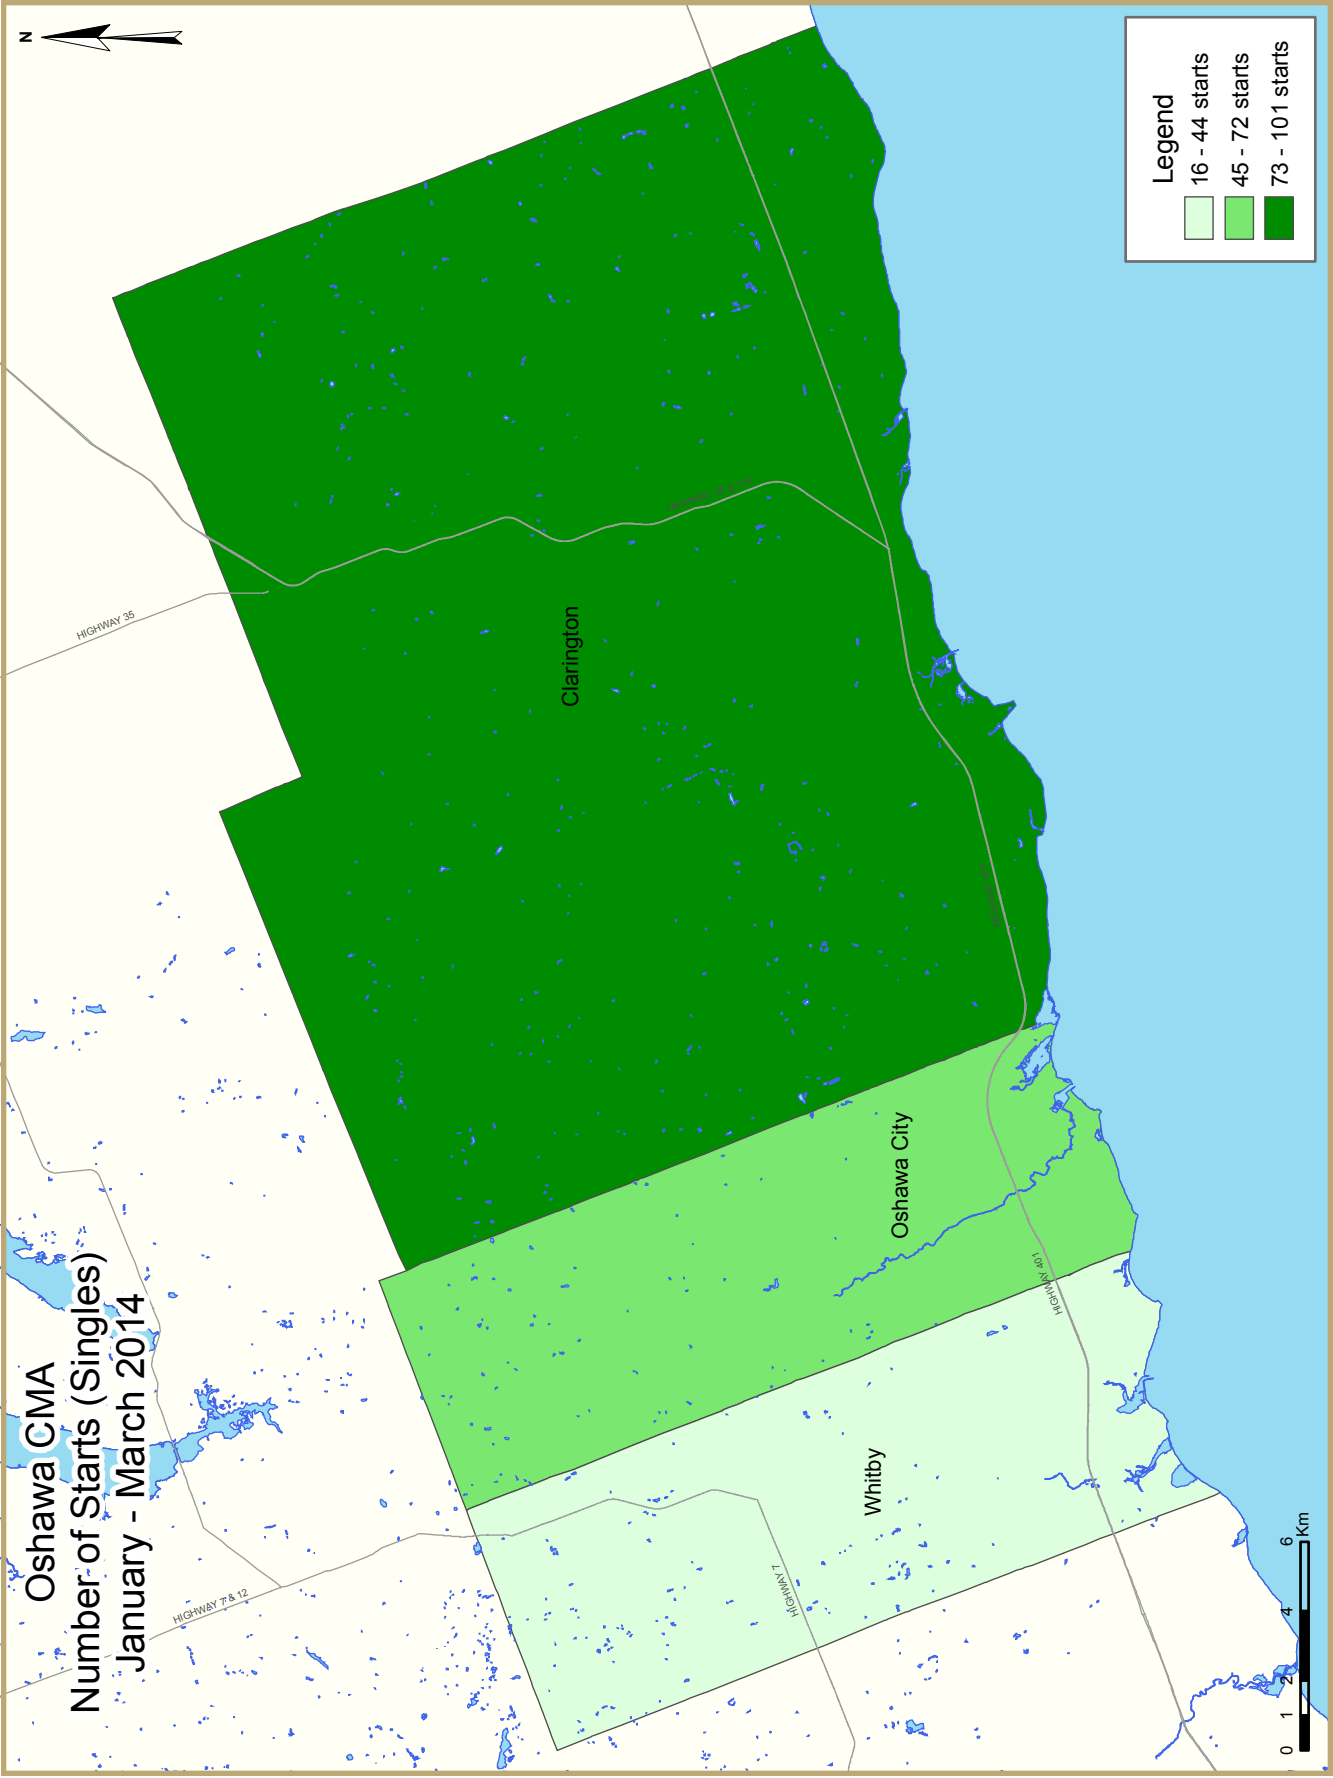 Oshawa CMA
Number of Starts (Singles)
January - March 2014
N
HIGHWAY 35
HIGHWAY 7 & 12
HIGHWAY 7
HIGHWAY 401
Clarington
Oshawa City
Whitby
Legend
16 - 44 starts
45 - 72 starts
73 - 101 starts
0 1 2 4 6
Km